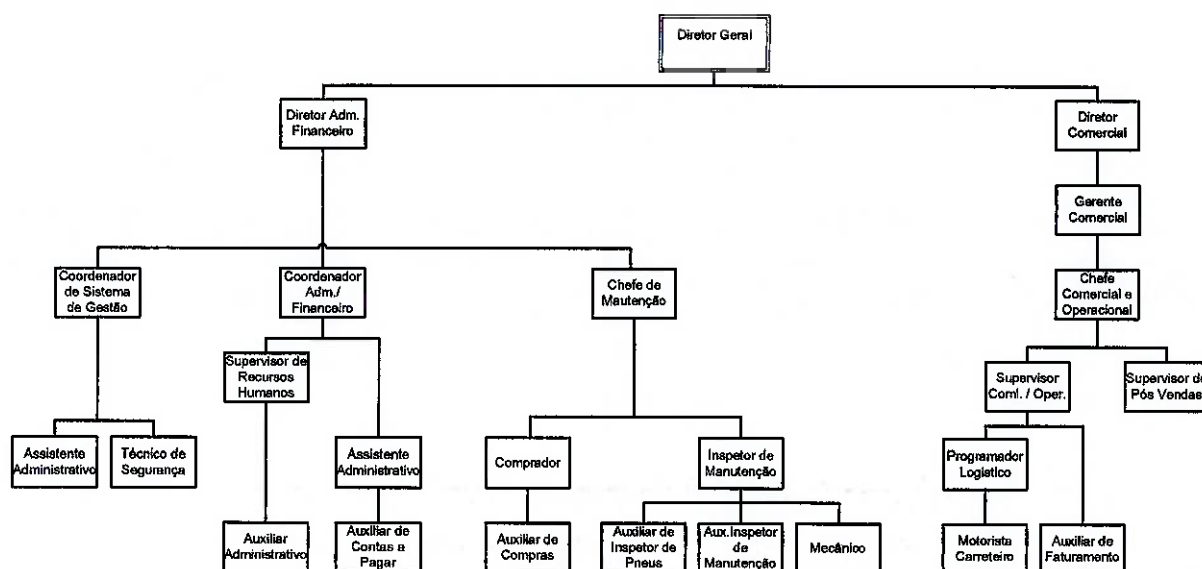 Diretor Geral
Diretor Adm.
Financeiro
Diretor
Comercial
Gerente
Comercial
Coordenador
de Sistema
de Gestão
Coordenador
Adm./
Financeiro
Chefe de
Mautenção
Chefe
Comercial e
Operacional
Supervisor de
Recursos
Humanos
Supervisor
Coml. / Oper.
Supervisor de
Pós Vendas
Assistente
Administrativo
Técnico de
Segurança
Assistente
Administrativo
Comprador
Inspetor de
Manutenção
Programador
Logistico
Auxiliar
Administrativo
Auxiliar de
Contas a
Pagar
Auxiliar de
Compras
Auxiliar de
Inspetor de
Pneus
Aux.Inspetor
de
Manutenção
Mecânico
Motorista
Carreteiro
Auxiliar de
Faturamento